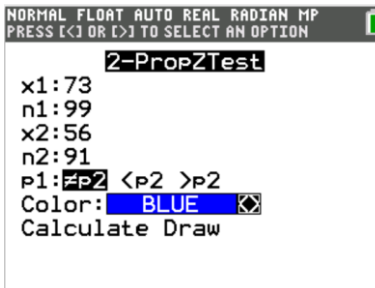 NORMAL FLOAT AUTO REAL RADIAN MP
PRESS [<] OR [>] TO SELECT AN OPTION
2-PropZTest
x1:73
n1:99
x2:56
n2:91
p1:≠p2 <p2 >p2
Color: BLUE
Calculate Draw